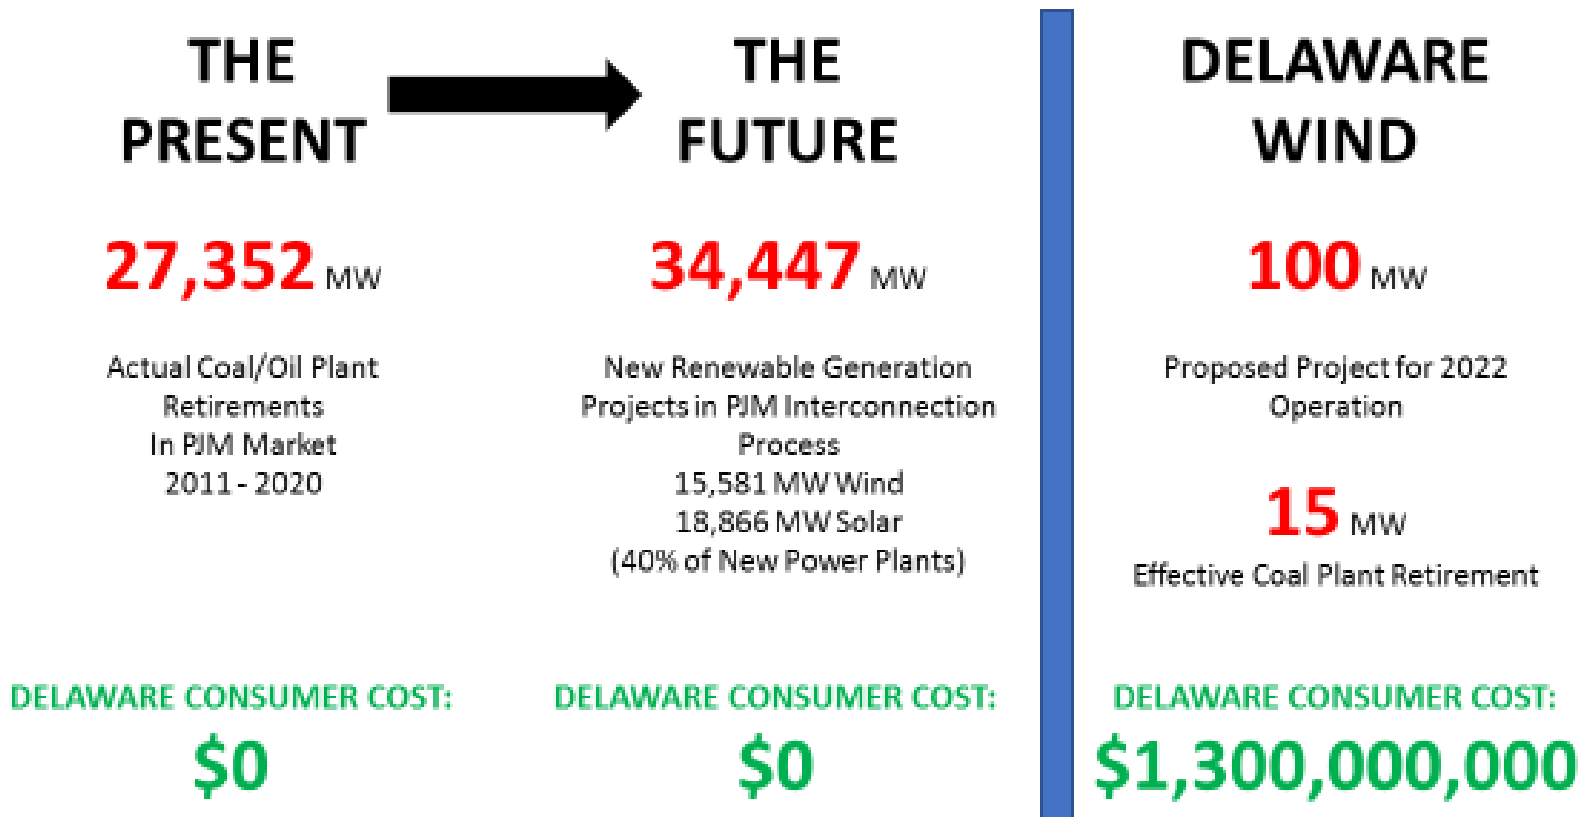 THE
PRESENT
27,352 MW
Actual Coal/Oil Plant
Retirements
In PJM Market
2011 - 2020
DELAWARE CONSUMER COST:
$0
THE
FUTURE
34,447 MW
New Renewable Generation
Projects in PJM Interconnection
Process
15,581 MW Wind
18,866 MW Solar
(40% of New Power Plants)
DELAWARE CONSUMER COST:
$0
DELAWARE
WIND
100 MW
Proposed Project for 2022
Operation
15 MW
Effective Coal Plant Retirement
DELAWARE CONSUMER COST:
$1,300,000,000